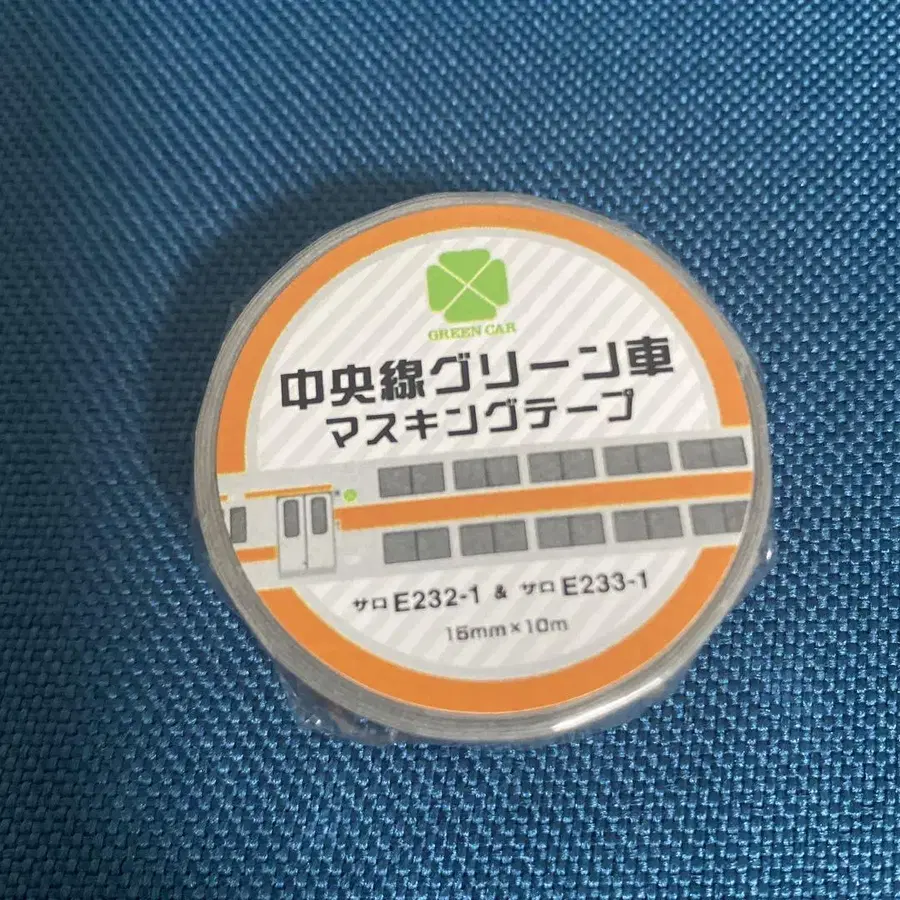 GREEN CAR
中央線グリーン車
マスキングテープ
サロE232-1 & サロE233-1
15mm×10m